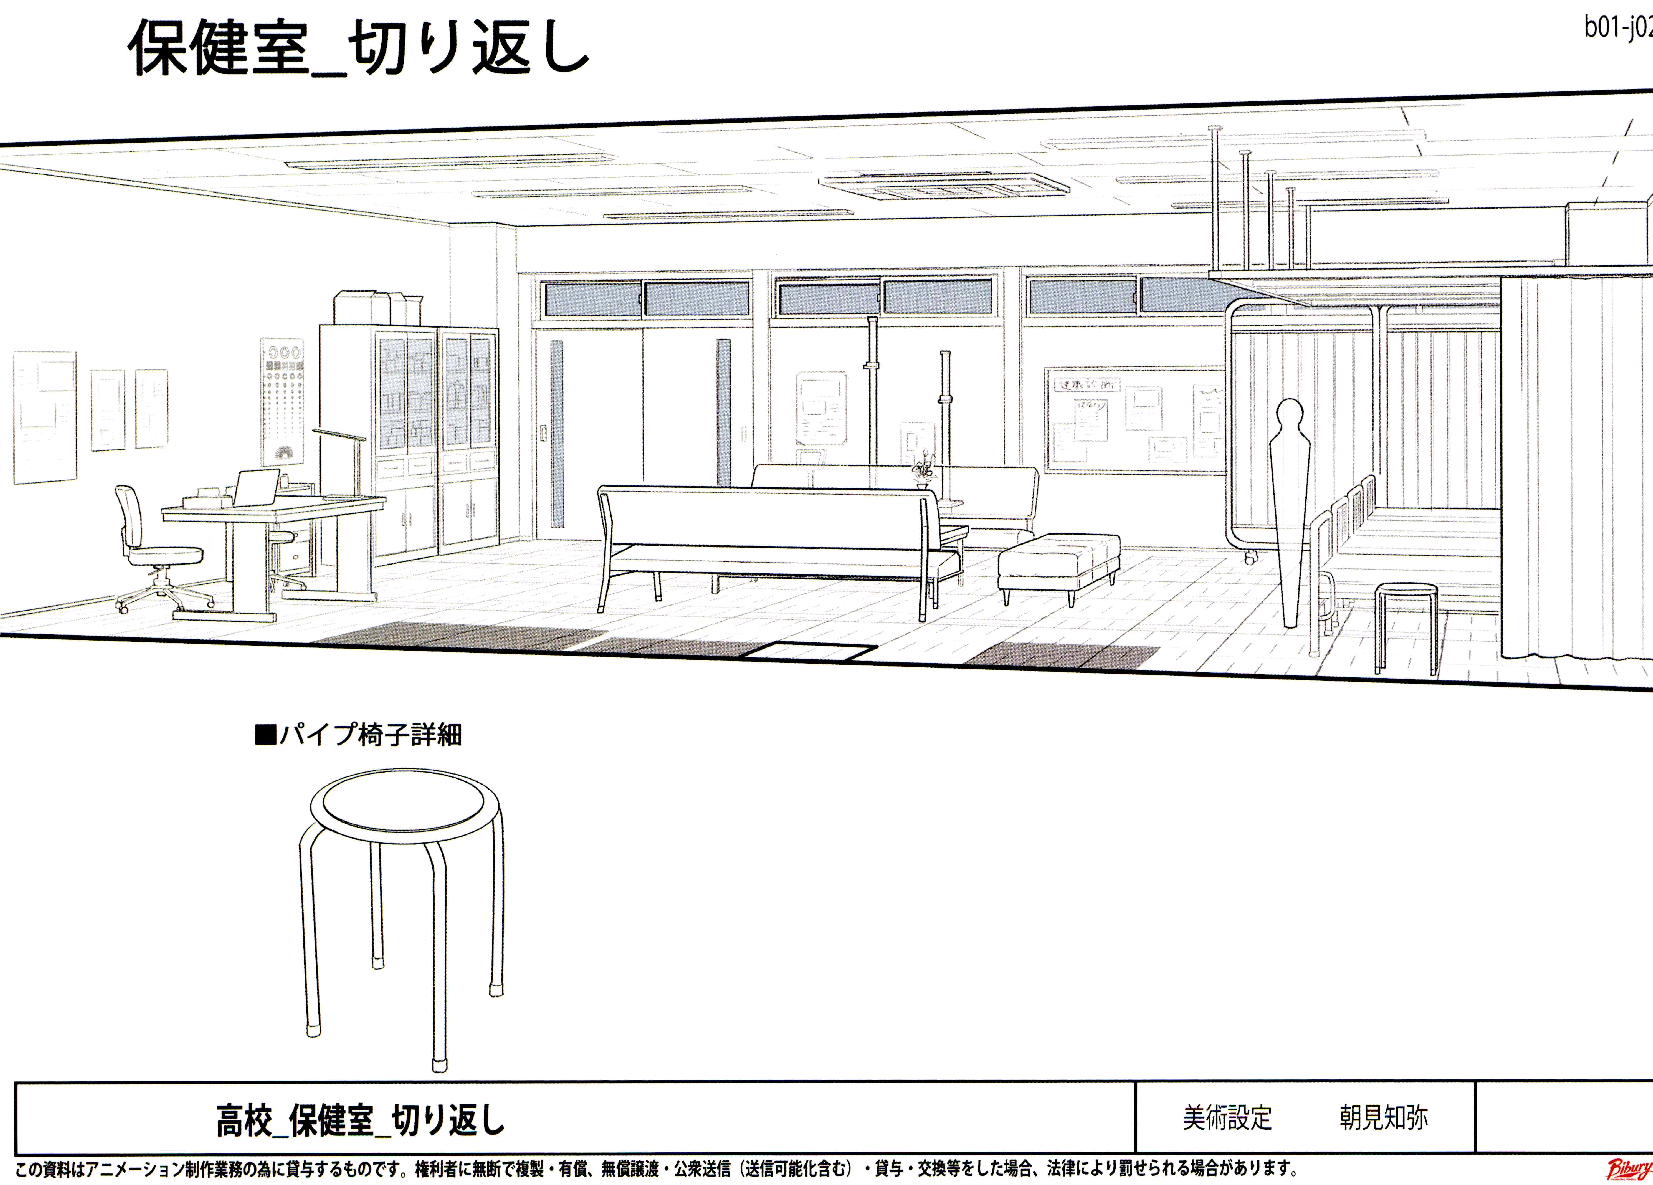 保健室_切り返し
b01-j02
健康診断
■パイプ椅子詳細
高校_保健室_切り返し
美術設定 朝見知弥
この資料はアニメーション制作業務の為に貸与するものです。権利者に無断で複製・有償、無償譲渡・公衆送信（送信可能化含む）・貸与・交換等をした場合、法律により罰せられる場合があります。
Bibury